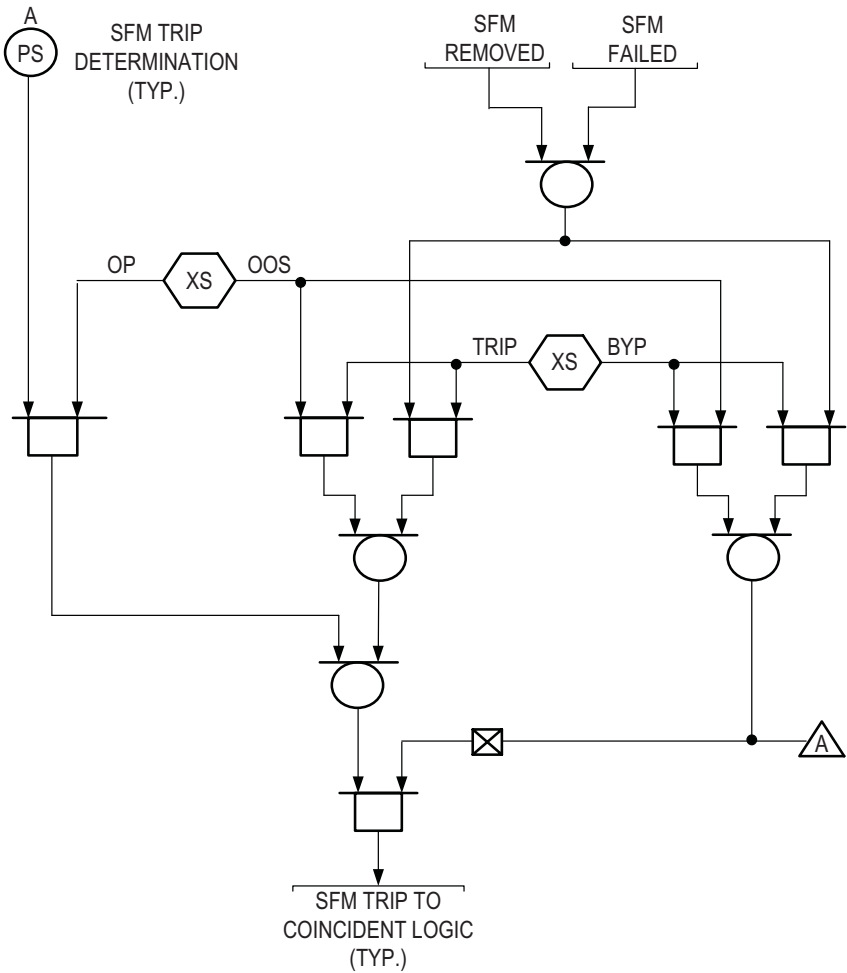 A
PS
SFM TRIP
DETERMINATION
(TYP.)
SFM
REMOVED
SFM
FAILED
OP
XS
OOS
TRIP
XS
BYP
A
SFM TRIP TO
COINCIDENT LOGIC
(TYP.)